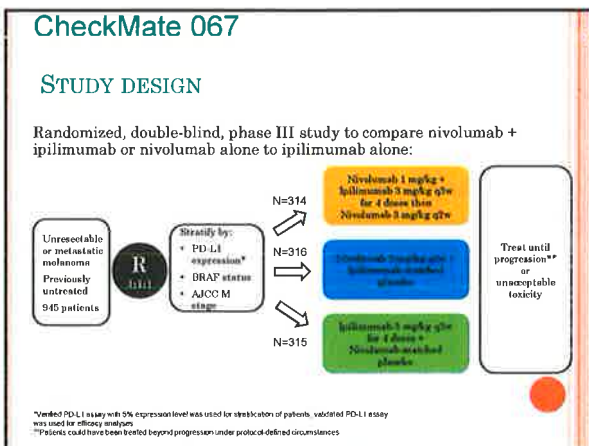 CheckMate 067
STUDY DESIGN
Randomized, double-blind, phase III study to compare nivolumab +
ipilimumab or nivolumab alone to ipilimumab alone:
Unresectable
or metastatic
melanoma
Previously
untreated
945 patients
R
1:1:1
Stratify by:
• PD-L1
expression*
• BRAF status
• AJCC M
stage
N=314
N=316
N=315
Nivolumab 1 mg/kg +
Ipilimumab 3 mg/kg q3w
for 4 doses then
Nivolumab 3 mg/kg q2w
Nivolumab 3 mg/kg q2w +
Ipilimumab-matched
placebo
Ipilimumab 3 mg/kg q3w
for 4 doses +
Nivolumab-matched
placebo
Treat until
progression**
or
unacceptable
toxicity
*Verified PD-L1 assay with 5% expression level was used for stratification of patients, validated PD-L1 assay
was used for efficacy analyses
**Patients could have been treated beyond progression under protocol-defined circumstances